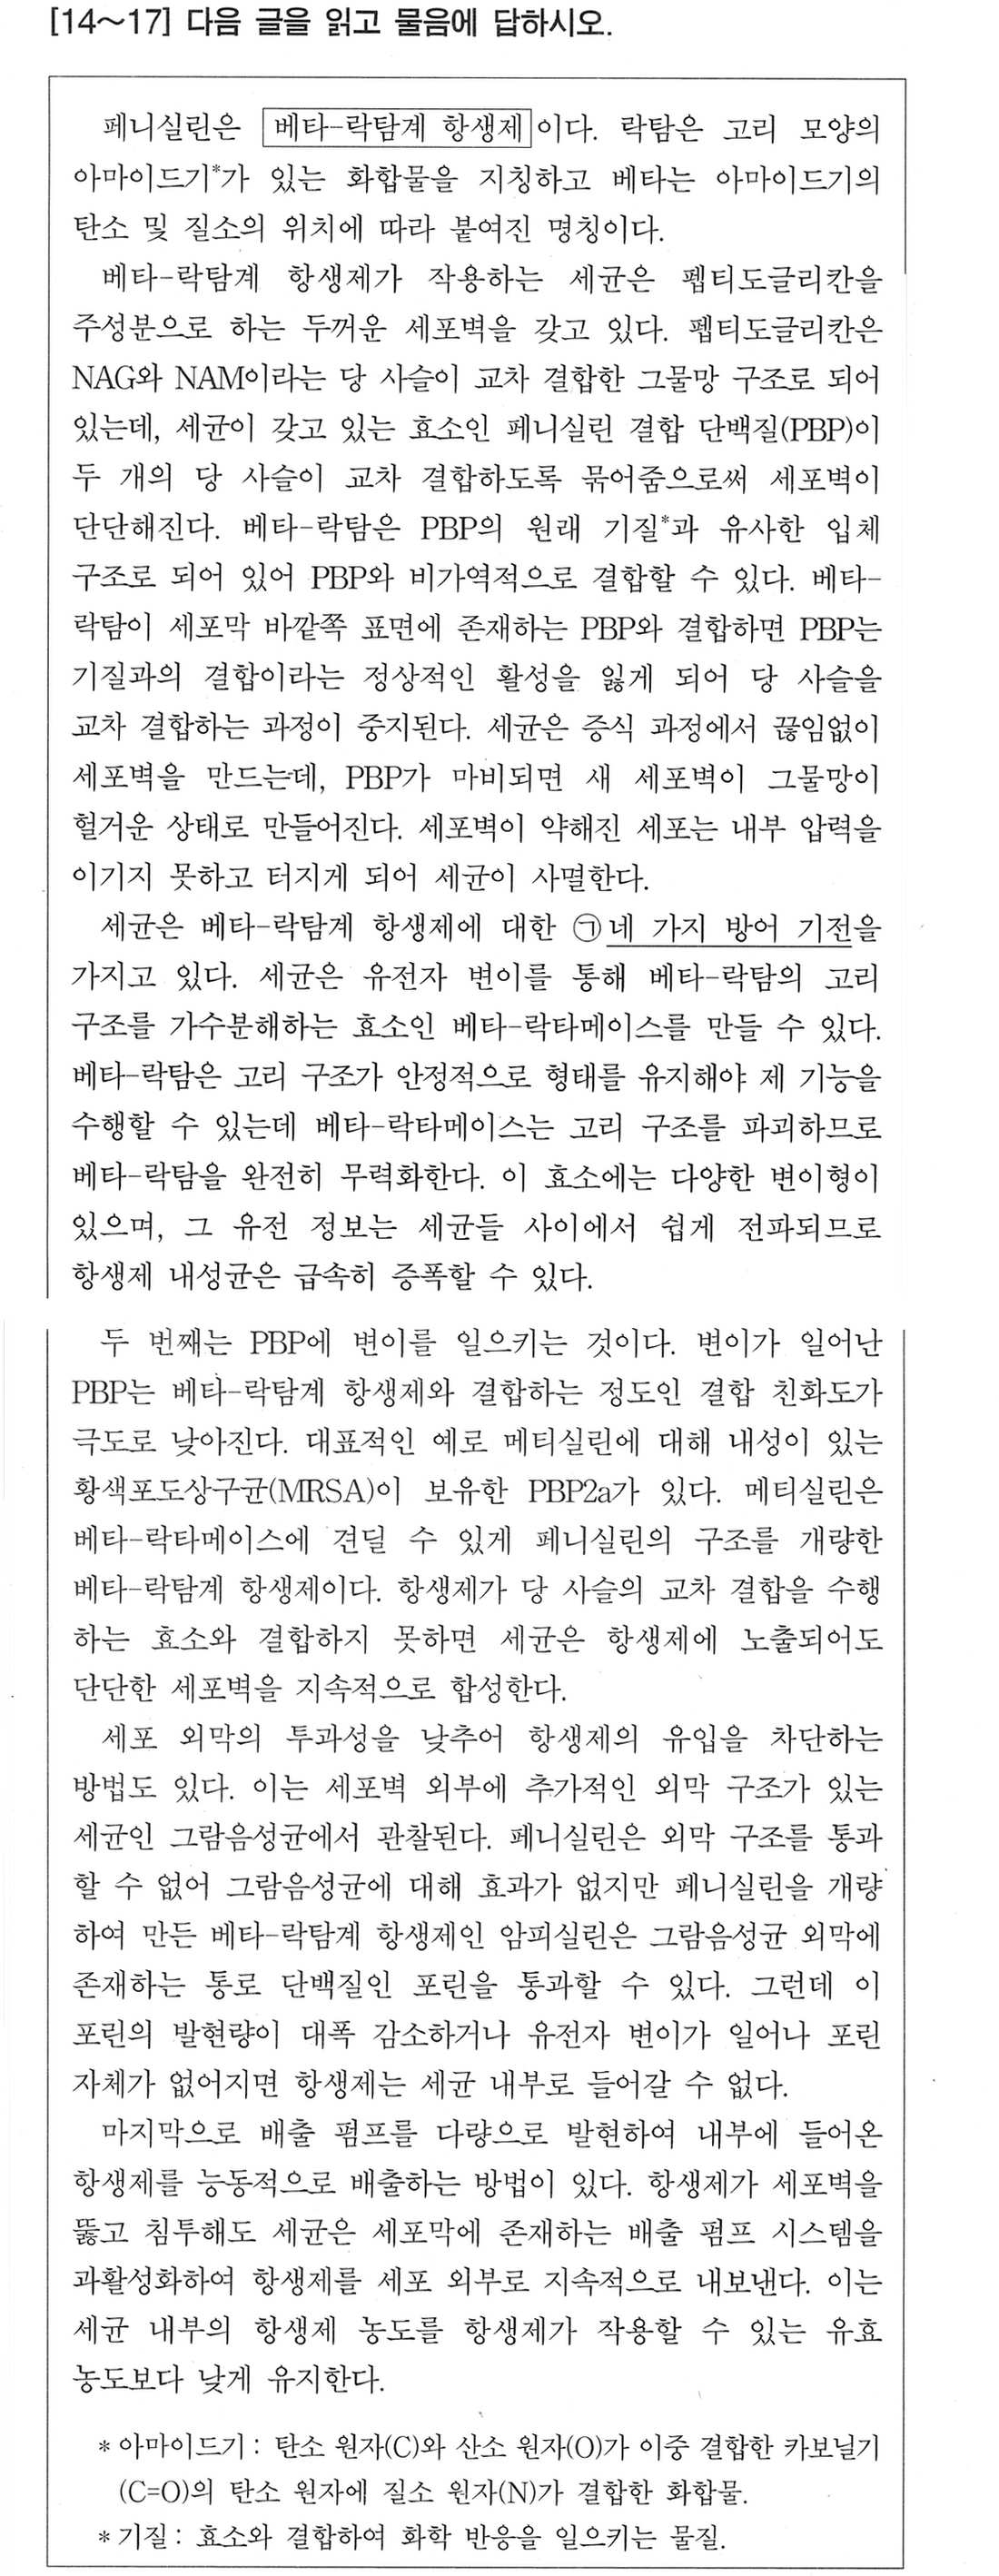 [14～17] 다음 글을 읽고 물음에 답하시오.
페니실린은 베타-락탐계 항생제이다. 락탐은 고리 모양의
아마이드기*가 있는 화합물을 지칭하고 베타는 아마이드기의
탄소 및 질소의 위치에 따라 붙여진 명칭이다.
베타-락탐계 항생제가 작용하는 세균은 펩티도글리칸을
주성분으로 하는 두꺼운 세포벽을 갖고 있다. 펩티도글리칸은
NAG와 NAM이라는 당 사슬이 교차 결합한 그물망 구조로 되어
있는데, 세균이 갖고 있는 효소인 페니실린 결합 단백질(PBP)이
두 개의 당 사슬이 교차 결합하도록 묶어줌으로써 세포벽이
단단해진다. 베타-락탐은 PBP의 원래 기질*과 유사한 입체
구조로 되어 있어 PBP와 비가역적으로 결합할 수 있다. 베타-
락탐이 세포막 바깥쪽 표면에 존재하는 PBP와 결합하면 PBP는
기질과의 결합이라는 정상적인 활성을 잃게 되어 당 사슬을
교차 결합하는 과정이 중지된다. 세균은 증식 과정에서 끊임없이
세포벽을 만드는데, PBP가 마비되면 새 세포벽이 그물망이
헐거운 상태로 만들어진다. 세포벽이 약해진 세포는 내부 압력을
이기지 못하고 터지게 되어 세균이 사멸한다.
세균은 베타-락탐계 항생제에 대한 ㉠네 가지 방어 기전을
가지고 있다. 세균은 유전자 변이를 통해 베타-락탐의 고리
구조를 가수분해하는 효소인 베타-락타메이스를 만들 수 있다.
베타-락탐은 고리 구조가 안정적으로 형태를 유지해야 제 기능을
수행할 수 있는데 베타-락타메이스는 고리 구조를 파괴하므로
베타-락탐을 완전히 무력화한다. 이 효소에는 다양한 변이형이
있으며, 그 유전 정보는 세균들 사이에서 쉽게 전파되므로
항생제 내성균은 급속히 증폭할 수 있다.
두 번째는 PBP에 변이를 일으키는 것이다. 변이가 일어난
PBP는 베타-락탐계 항생제와 결합하는 정도인 결합 친화도가
극도로 낮아진다. 대표적인 예로 메티실린에 대해 내성이 있는
황색포도상구균(MRSA)이 보유한 PBP2a가 있다. 메티실린은
베타-락타메이스에 견딜 수 있게 페니실린의 구조를 개량한
베타-락탐계 항생제이다. 항생제가 당 사슬의 교차 결합을 수행
하는 효소와 결합하지 못하면 세균은 항생제에 노출되어도
단단한 세포벽을 지속적으로 합성한다.
세포 외막의 투과성을 낮추어 항생제의 유입을 차단하는
방법도 있다. 이는 세포벽 외부에 추가적인 외막 구조가 있는
세균인 그람음성균에서 관찰된다. 페니실린은 외막 구조를 통과
할 수 없어 그람음성균에 대해 효과가 없지만 페니실린을 개량
하여 만든 베타-락탐계 항생제인 암피실린은 그람음성균 외막에
존재하는 통로 단백질인 포린을 통과할 수 있다. 그런데 이
포린의 발현량이 대폭 감소하거나 유전자 변이가 일어나 포린
자체가 없어지면 항생제는 세균 내부로 들어갈 수 없다.
마지막으로 배출 펌프를 다량으로 발현하여 내부에 들어온
항생제를 능동적으로 배출하는 방법이 있다. 항생제가 세포벽을
뚫고 침투해도 세균은 세포막에 존재하는 배출 펌프 시스템을
과활성화하여 항생제를 세포 외부로 지속적으로 내보낸다. 이는
세균 내부의 항생제 농도를 항생제가 작용할 수 있는 유효
농도보다 낮게 유지한다.
* 아마이드기 : 탄소 원자(C)와 산소 원자(O)가 이중 결합한 카보닐기
(C=O)의 탄소 원자에 질소 원자(N)가 결합한 화합물.
* 기질 : 효소와 결합하여 화학 반응을 일으키는 물질.